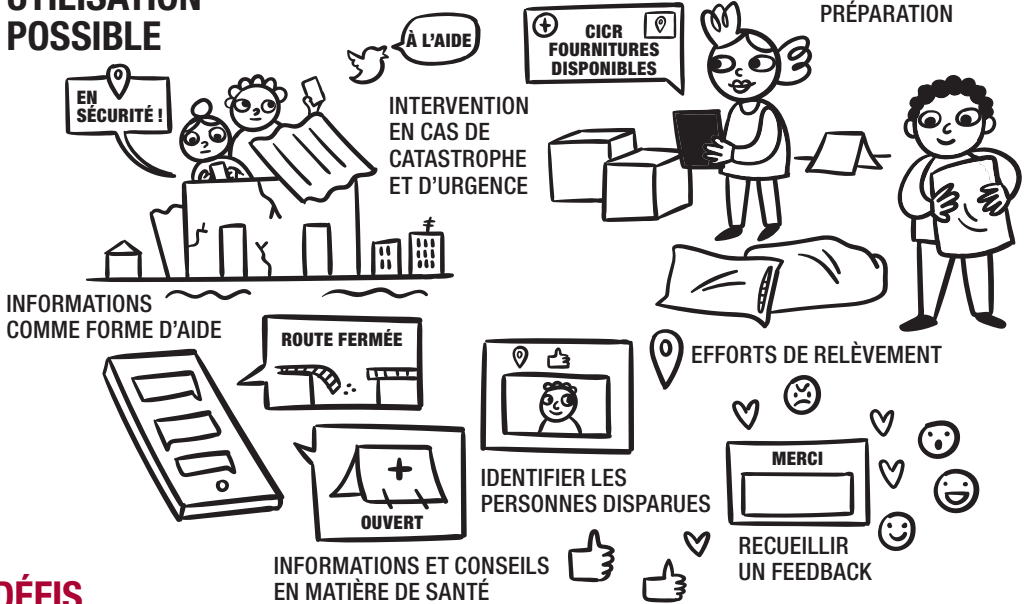 UTILISATION
POSSIBLE
EN
SÉCURITÉ !
À L'AIDE
INTERVENTION
EN CAS DE
CATASTROPHE
ET D'URGENCE
CICR
FOURNITURES
DISPONIBLES
PRÉPARATION
INFORMATIONS
COMME FORME D'AIDE
ROUTE FERMÉE
OUVERT
INFORMATIONS ET CONSEILS
EN MATIÈRE DE SANTÉ
IDENTIFIER LES
PERSONNES DISPARUES
EFFORTS DE RELÈVEMENT
MERCI
RECUEILLIR
UN FEEDBACK
DÉFIS